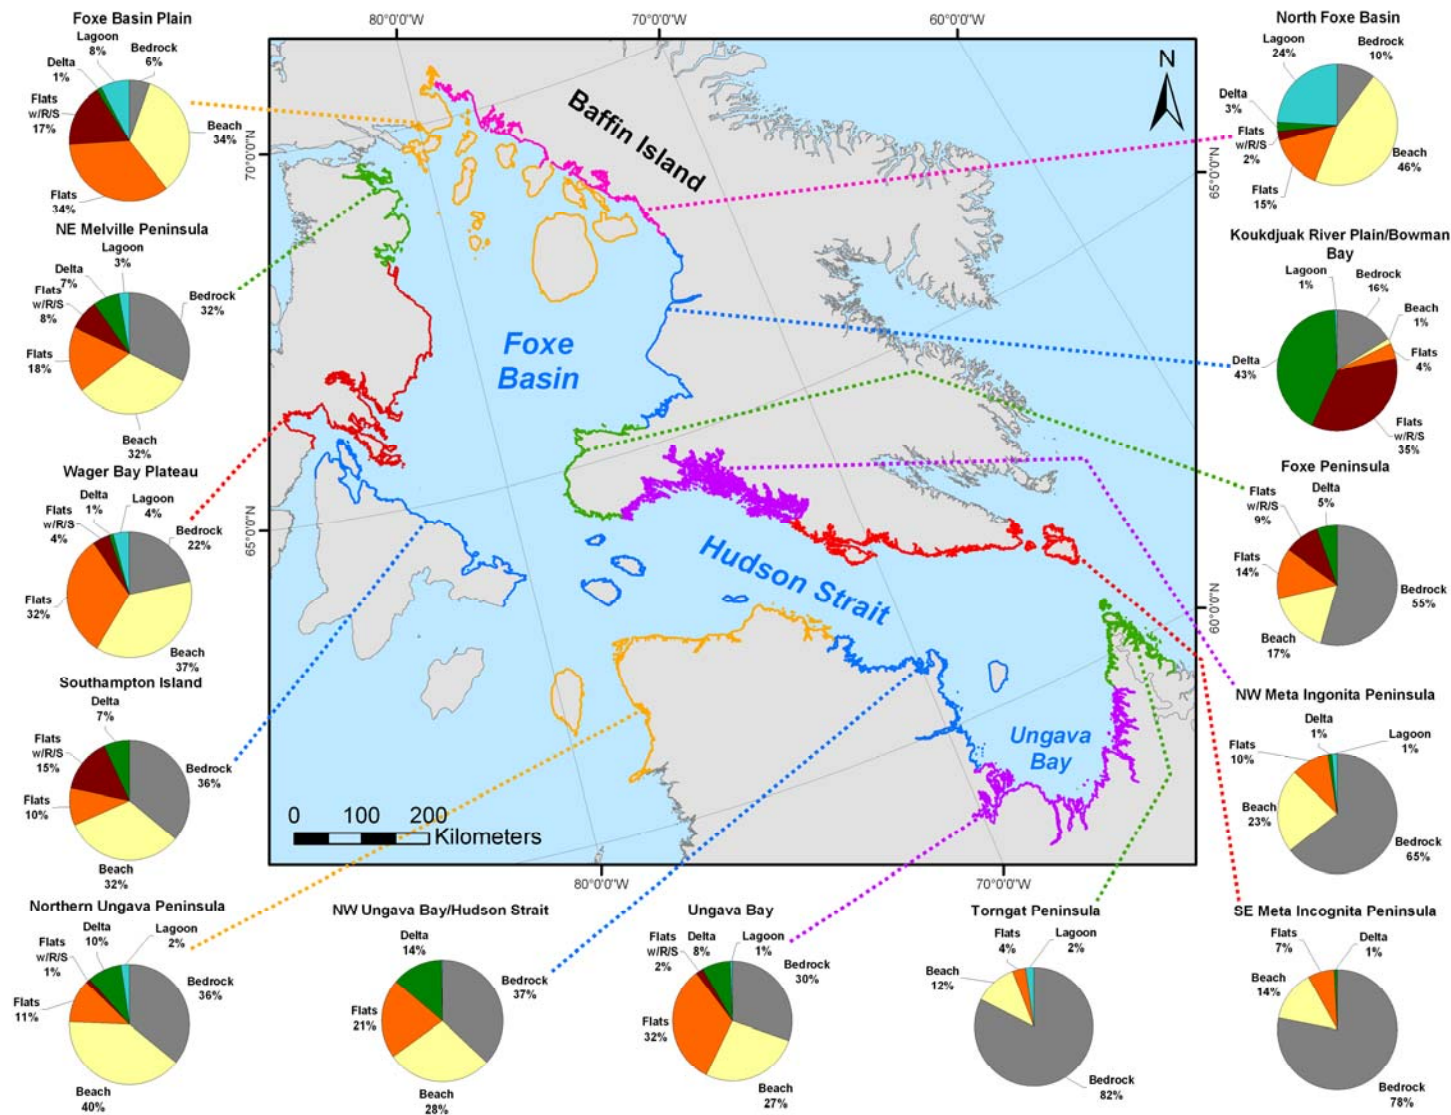 80°0'0"W
70°0'0"W
60°0'0"W
Foxe Basin Plain
Lagoon
8%
Bedrock
6%
Delta
1%
Flats
w/R/S
17%
Beach
34%
Flats
34%
NE Melville Peninsula
Lagoon
3%
Delta
7%
Flats
w/R/S
8%
Bedrock
32%
Flats
18%
Beach
32%
Wager Bay Plateau
Delta
1%
Lagoon
4%
Flats
w/R/S
4%
Bedrock
22%
Flats
32%
Beach
37%
Southampton Island
Delta
7%
Flats
w/R/S
15%
Bedrock
36%
Flats
10%
Beach
32%
Northern Ungava Peninsula
Delta
10%
Lagoon
2%
Flats
w/R/S
1%
Bedrock
36%
Flats
11%
Beach
40%
70°0'0"N
65°0'0"N
N
Baffin Island
Foxe
Basin
Hudson Strait
Ungava
Bay
0 50 100 200
Kilometers
65°0'0"N
60°0'0"N
80°0'0"W
70°0'0"W
NW Ungava Bay/Hudson Strait
Delta
14%
Bedrock
37%
Flats
21%
Beach
28%
Ungava Bay
Flats
w/R/S
2%
Delta
8%
Lagoon
1%
Bedrock
30%
Flats
32%
Beach
27%
Torngat Peninsula
Flats
4%
Lagoon
2%
Beach
12%
Bedrock
82%
North Foxe Basin
Lagoon
24%
Bedrock
10%
Delta
3%
Flats
w/R/S
2%
Flats
15%
Beach
46%
Koukdjuak River Plain/Bowman
Bay
Lagoon
1%
Bedrock
16%
Beach
1%
Flats
4%
Delta
43%
Flats
w/R/S
35%
Foxe Peninsula
Flats
w/R/S
9%
Delta
5%
Flats
14%
Bedrock
55%
Beach
17%
NW Meta Ingonita Peninsula
Delta
1%
Lagoon
1%
Flats
10%
Beach
23%
Bedrock
65%
SE Meta Incognita Peninsula
Flats
7%
Delta
1%
Beach
14%
Bedrock
78%